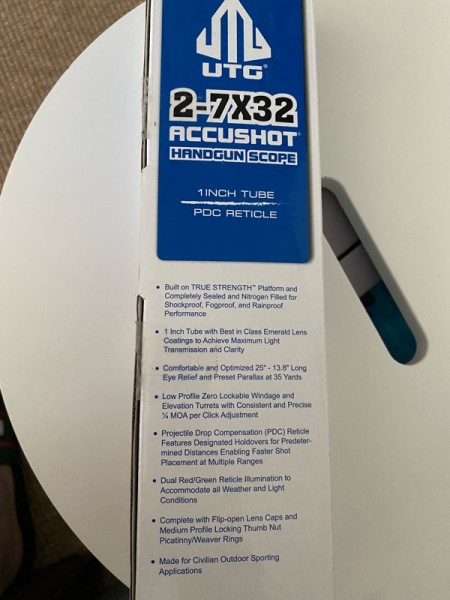 UTG®
2-7X32
ACCUSHOT®
HANDGUN SCOPE
1 INCH TUBE
PDC RETICLE
• Built on TRUE STRENGTH™ Platform and
Completely Sealed and Nitrogen Filled for
Shockproof, Fogproof, and Rainproof
Performance
• 1 Inch Tube with Best in Class Emerald Lens
Coatings to Achieve Maximum Light
Transmission and Clarity
• Comfortable and Optimized 25" - 13.8" Long
Eye Relief and Preset Parallax at 35 Yards
• Low Profile Zero Lockable Windage and
Elevation Turrets with Consistent and Precise
¼ MOA per Click Adjustment
• Projectile Drop Compensation (PDC) Reticle
Features Designated Holdovers for Predeter-
mined Distances Enabling Faster Shot
Placement at Multiple Ranges
• Dual Red/Green Reticle Illumination to
Accommodate all Weather and Light
Conditions
• Complete with Flip-open Lens Caps and
Medium Profile Locking Thumb Nut
Picatinny/Weaver Rings
• Made for Civilian Outdoor Sporting
Applications